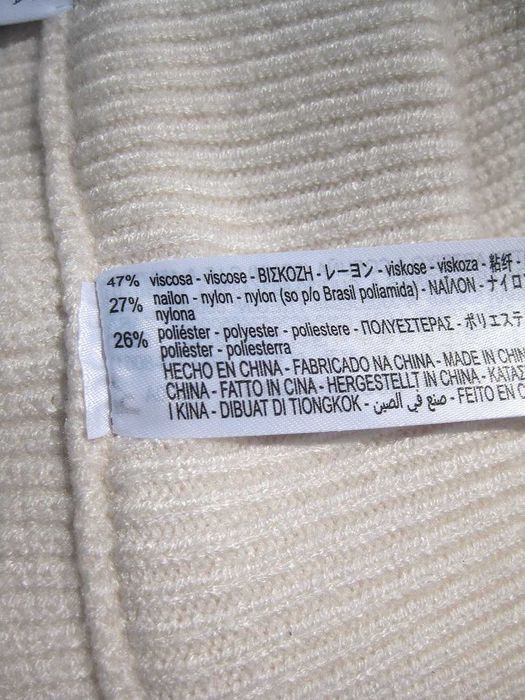 47% viscosa - viscose - ΒΙΣΚΟΖΗ - レーヨン - viskose - viskoza - 粘纤 -
27% nailon - nylon - nylon (so p/o Brasil poliamida) - ΝΑΪΛΟΝ - ナイロ
nylona
26% poliéster - polyester - poliestere - ΠΟΛΥΕΣΤΕΡΑΣ - ポリエステ
polièster - poliesterra
HECHO EN CHINA - FABRICADO NA CHINA - MADE IN CHIN
CHINA - FATTO IN CINA - HERGESTELLT IN CHINA - ΚΑΤΑΣ
I KINA - DIBUAT DI TIONGKOK - صنع في الصين - FEITO EN C